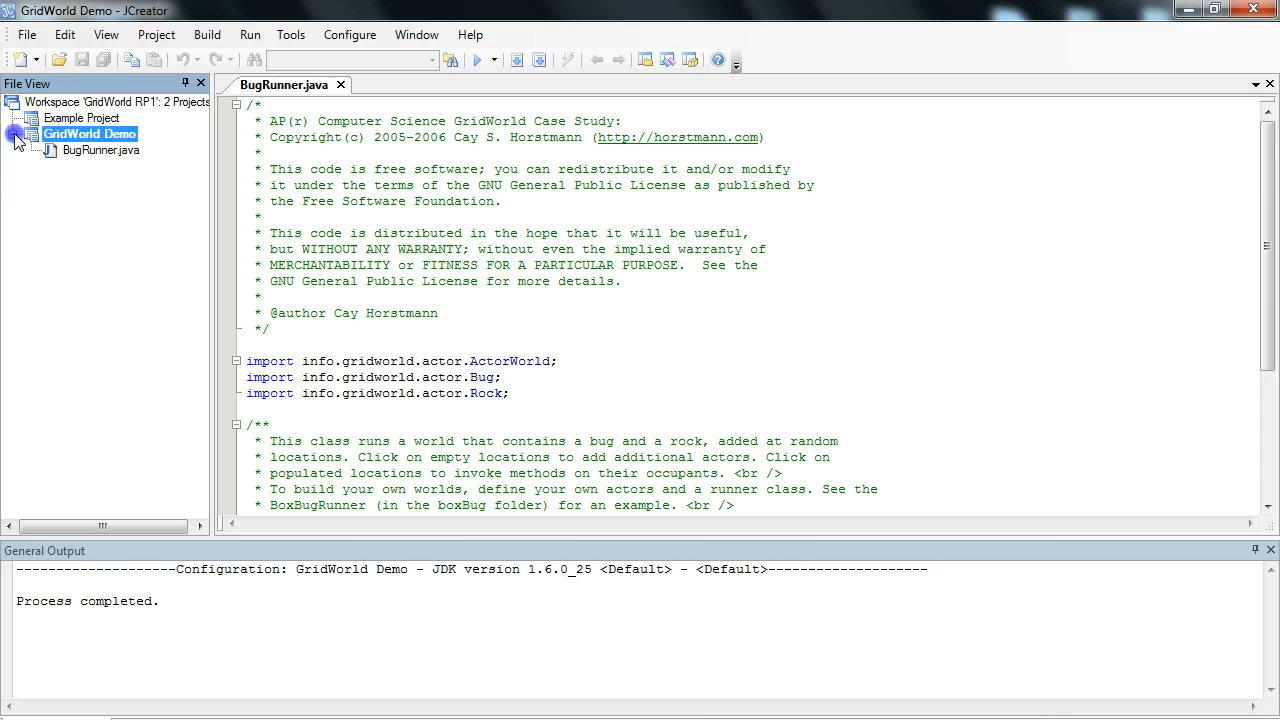 GridWorld Demo - JCreator
File Edit View Project Build Run Tools Configure Window Help
File View
Workspace 'GridWorld RP1': 2 Projects
Example Project
GridWorld Demo
BugRunner.java
BugRunner.java
/*
* AP(r) Computer Science GridWorld Case Study:
* Copyright(c) 2005-2006 Cay S. Horstmann (http://horstmann.com)
*
* This code is free software; you can redistribute it and/or modify
* it under the terms of the GNU General Public License as published by
* the Free Software Foundation.
*
* This code is distributed in the hope that it will be useful,
* but WITHOUT ANY WARRANTY; without even the implied warranty of
* MERCHANTABILITY or FITNESS FOR A PARTICULAR PURPOSE.  See the
* GNU General Public License for more details.
*
* @author Cay Horstmann
*/
import info.gridworld.actor.ActorWorld;
import info.gridworld.actor.Bug;
import info.gridworld.actor.Rock;
/**
* This class runs a world that contains a bug and a rock, added at random
* locations. Click on empty locations to add additional actors. Click on
* populated locations to invoke methods on their occupants. <br />
* To build your own worlds, define your own actors and a runner class. See the
* BoxBugRunner (in the boxBug folder) for an example. <br />
General Output
--------------------Configuration: GridWorld Demo - JDK version 1.6.0_25 <Default> - <Default>--------------------
Process completed.